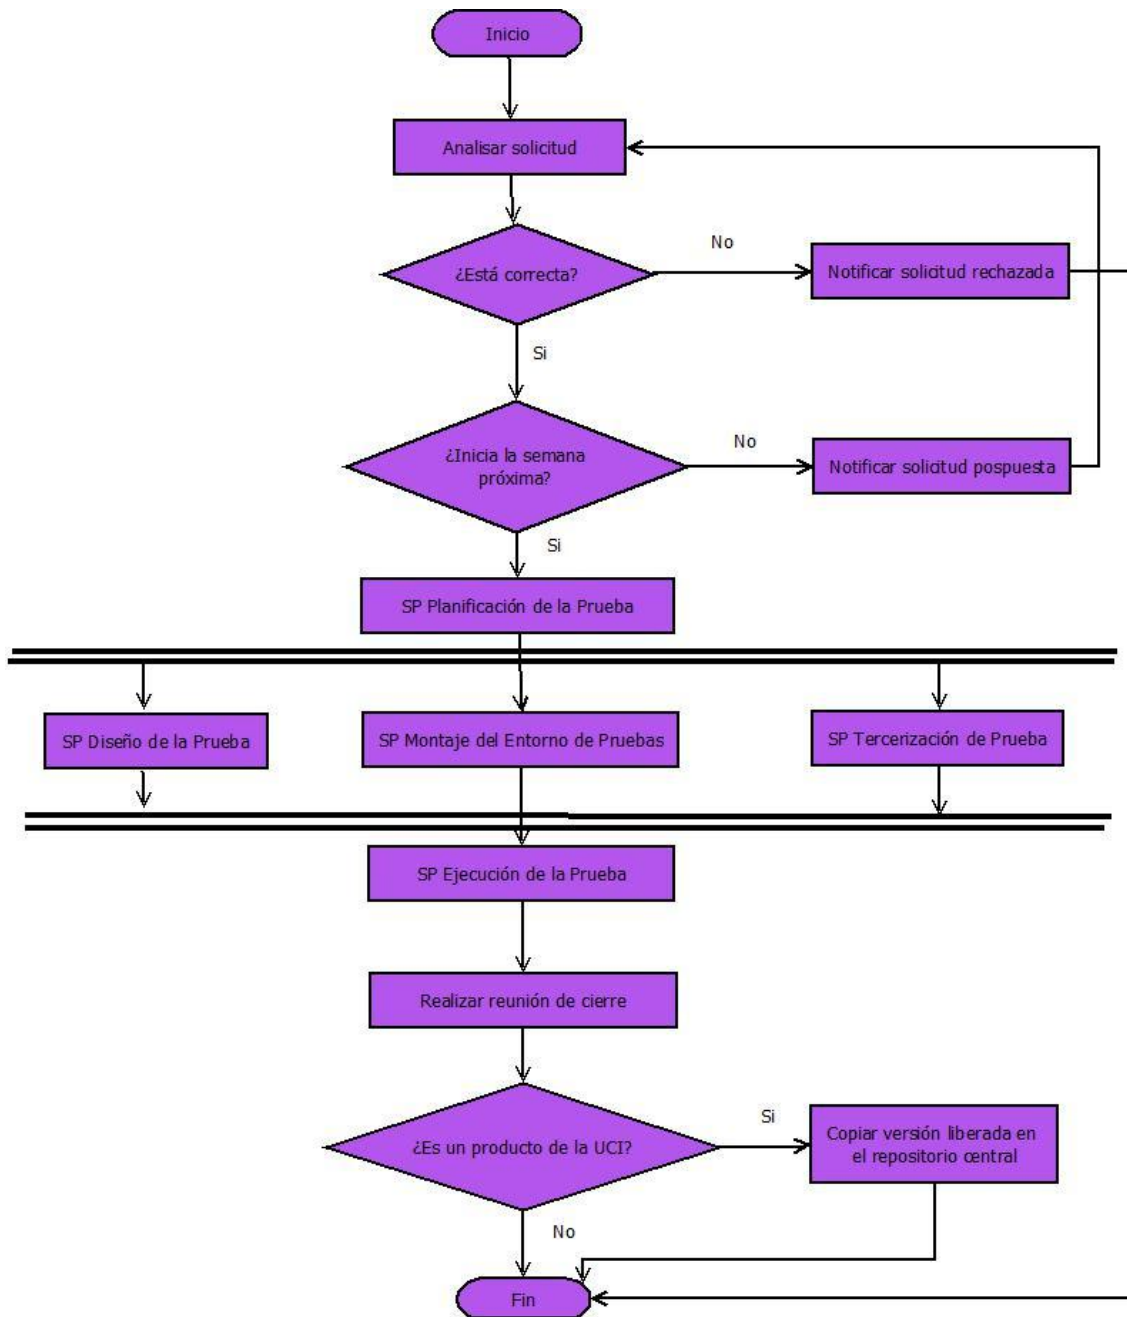 Inicio
Analisar solicitud
¿Está correcta?
No
Notificar solicitud rechazada
Si
¿Inicia la semana
próxima?
No
Notificar solicitud pospuesta
Si
SP Planificación de la Prueba
SP Diseño de la Prueba
SP Montaje del Entorno de Pruebas
SP Tercerización de Prueba
SP Ejecución de la Prueba
Realizar reunión de cierre
¿Es un producto de la UCI?
Si
Copiar versión liberada en
el repositorio central
No
Fin